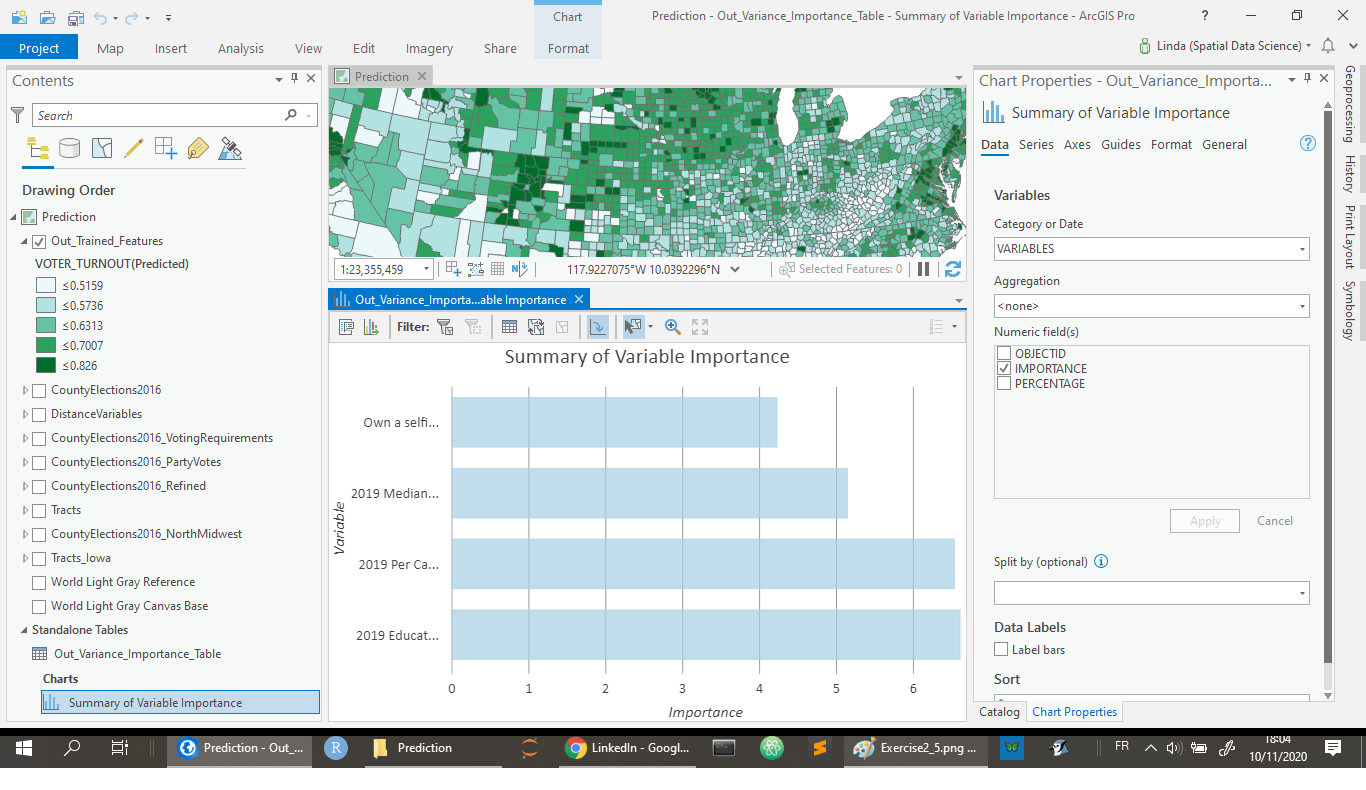 Chart
Prediction - Out_Variance_Importance_Table - Summary of Variable Importance - ArcGIS Pro
?
Project Map Insert Analysis View Edit Imagery Share Format
Linda (Spatial Data Science)
Contents
Search
Drawing Order
Prediction
Out_Trained_Features
VOTER_TURNOUT(Predicted)
≤0.5159
≤0.5736
≤0.6313
≤0.7007
≤0.826
CountyElections2016
DistanceVariables
CountyElections2016_VotingRequirements
CountyElections2016_PartyVotes
CountyElections2016_Refined
Tracts
CountyElections2016_NorthMidwest
Tracts_Iowa
World Light Gray Reference
World Light Gray Canvas Base
Standalone Tables
Out_Variance_Importance_Table
Charts
Summary of Variable Importance
Prediction
1:23,355,459
117.9227075°W 10.0392296°N
Selected Features: 0
Out_Variance_Importa...able Importance
Filter:
Summary of Variable Importance
Variable
Own a selfi...
2019 Median...
2019 Per Ca...
2019 Educat...
0 1 2 3 4 5 6
Importance
Chart Properties - Out_Variance_Importa...
Summary of Variable Importance
Data Series Axes Guides Format General
?
Variables
Category or Date
VARIABLES
Aggregation
<none>
Numeric field(s)
OBJECTID
IMPORTANCE
PERCENTAGE
Apply Cancel
Split by (optional)
Data Labels
Label bars
Sort
Catalog Chart Properties
Geoprocessing
History
Print Layout
Symbology
Prediction - Out_...
R
Prediction
LinkedIn - Googl...
Exercise2_5.png ...
FR
18:04
10/11/2020